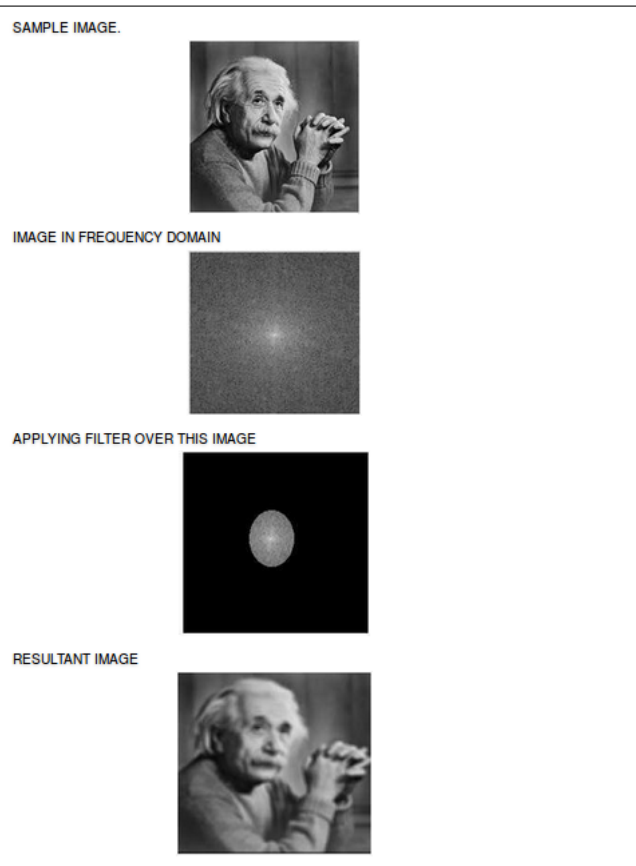 SAMPLE IMAGE.
IMAGE IN FREQUENCY DOMAIN
APPLYING FILTER OVER THIS IMAGE
RESULTANT IMAGE